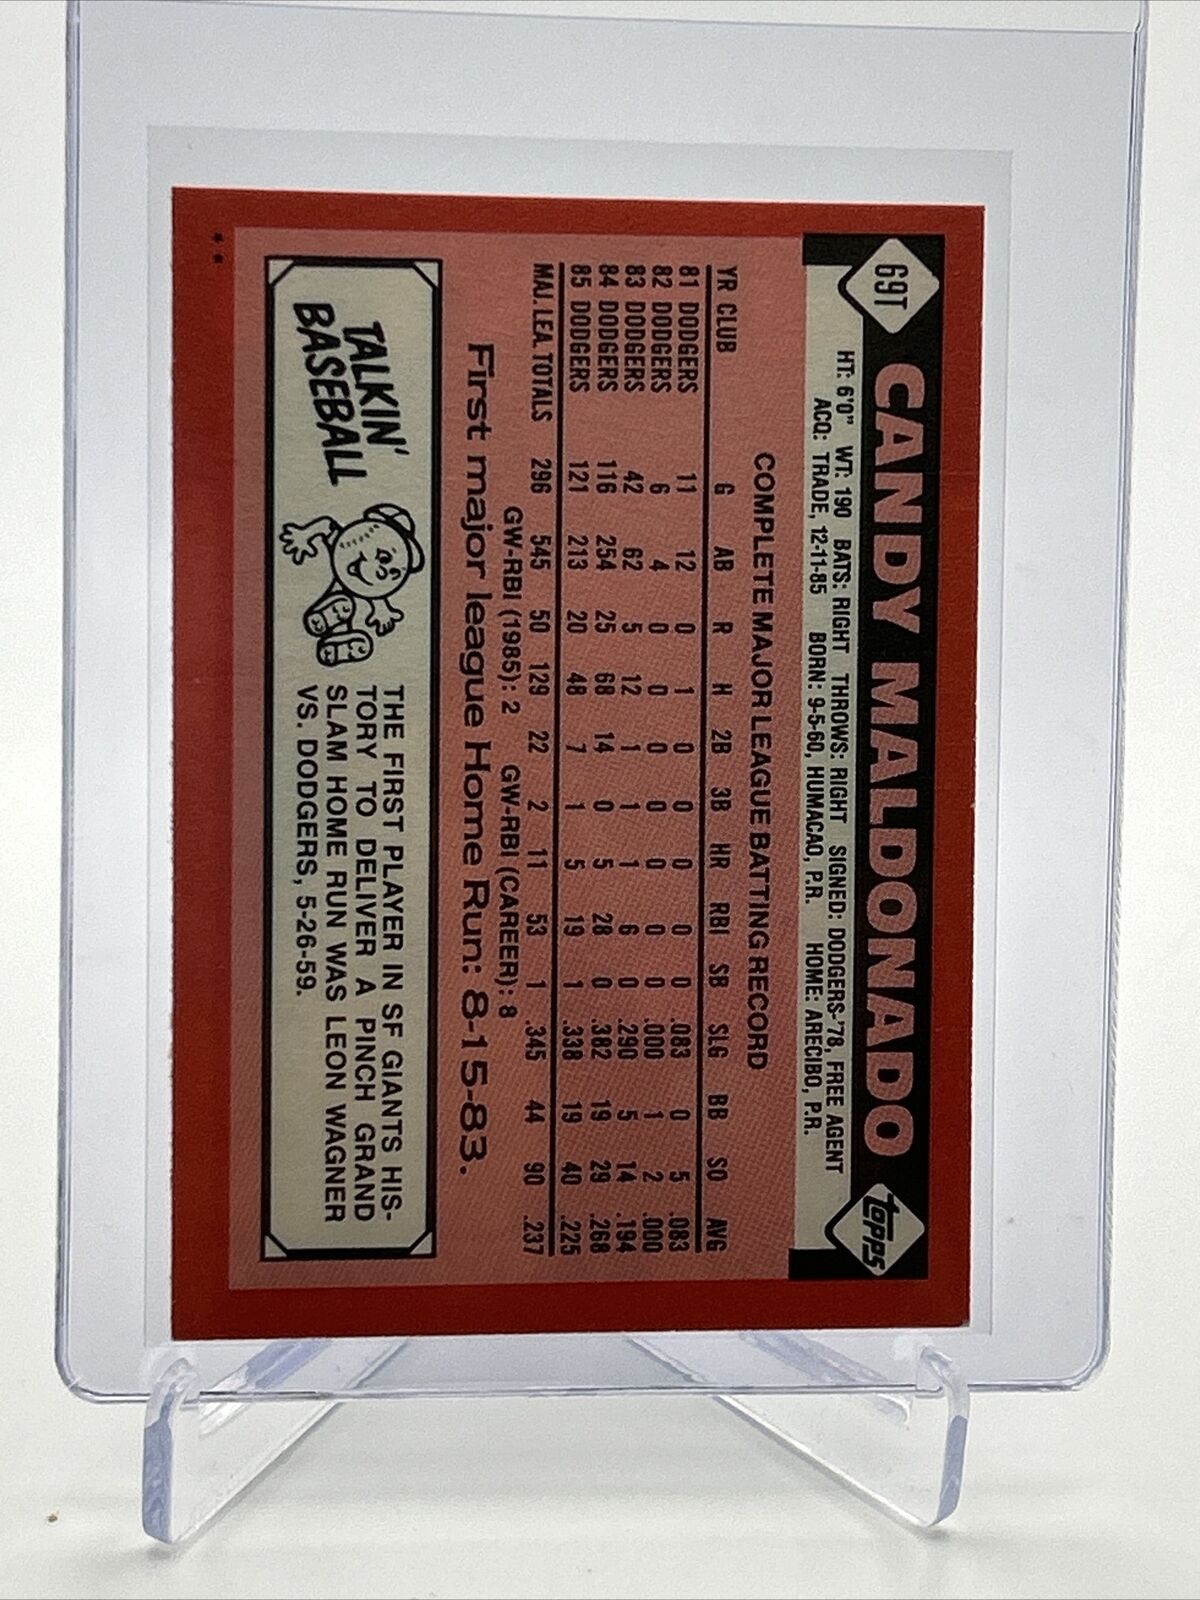 69T
CANDY MALDONADO
topps
HT: 6'0" WT: 190 BATS: RIGHT THROWS: RIGHT SIGNED: DODGERS-'78, FREE AGENT
ACQ: TRADE, 12-11-85 BORN: 9-5-60, HUMACAO, P.R. HOME: ARECIBO, P.R.
COMPLETE MAJOR LEAGUE BATTING RECORD
YR CLUB G AB R H 2B 3B HR RBI SB SLG BB SO AVG
81 DODGERS 11 12 0 1 0 0 0 0 0 .083 0 5 .083
82 DODGERS 6 4 0 0 0 0 0 0 0 .000 1 2 .000
83 DODGERS 42 62 5 12 1 1 1 6 0 .290 5 14 .194
84 DODGERS 116 254 25 68 14 0 5 28 0 .382 19 29 .268
85 DODGERS 121 213 20 48 7 1 5 19 1 .338 19 40 .225
MAJ. LEA. TOTALS 296 545 50 129 22 2 11 53 1 .345 44 90 .237
GW-RBI (1985): 2 GW-RBI (CAREER): 8
First major league Home Run: 8-15-83.
TALKIN'
BASEBALL
THE FIRST PLAYER IN SF GIANTS HIS-
TORY TO DELIVER A PINCH GRAND
SLAM HOME RUN WAS LEON WAGNER
VS. DODGERS, 5-26-59.
**